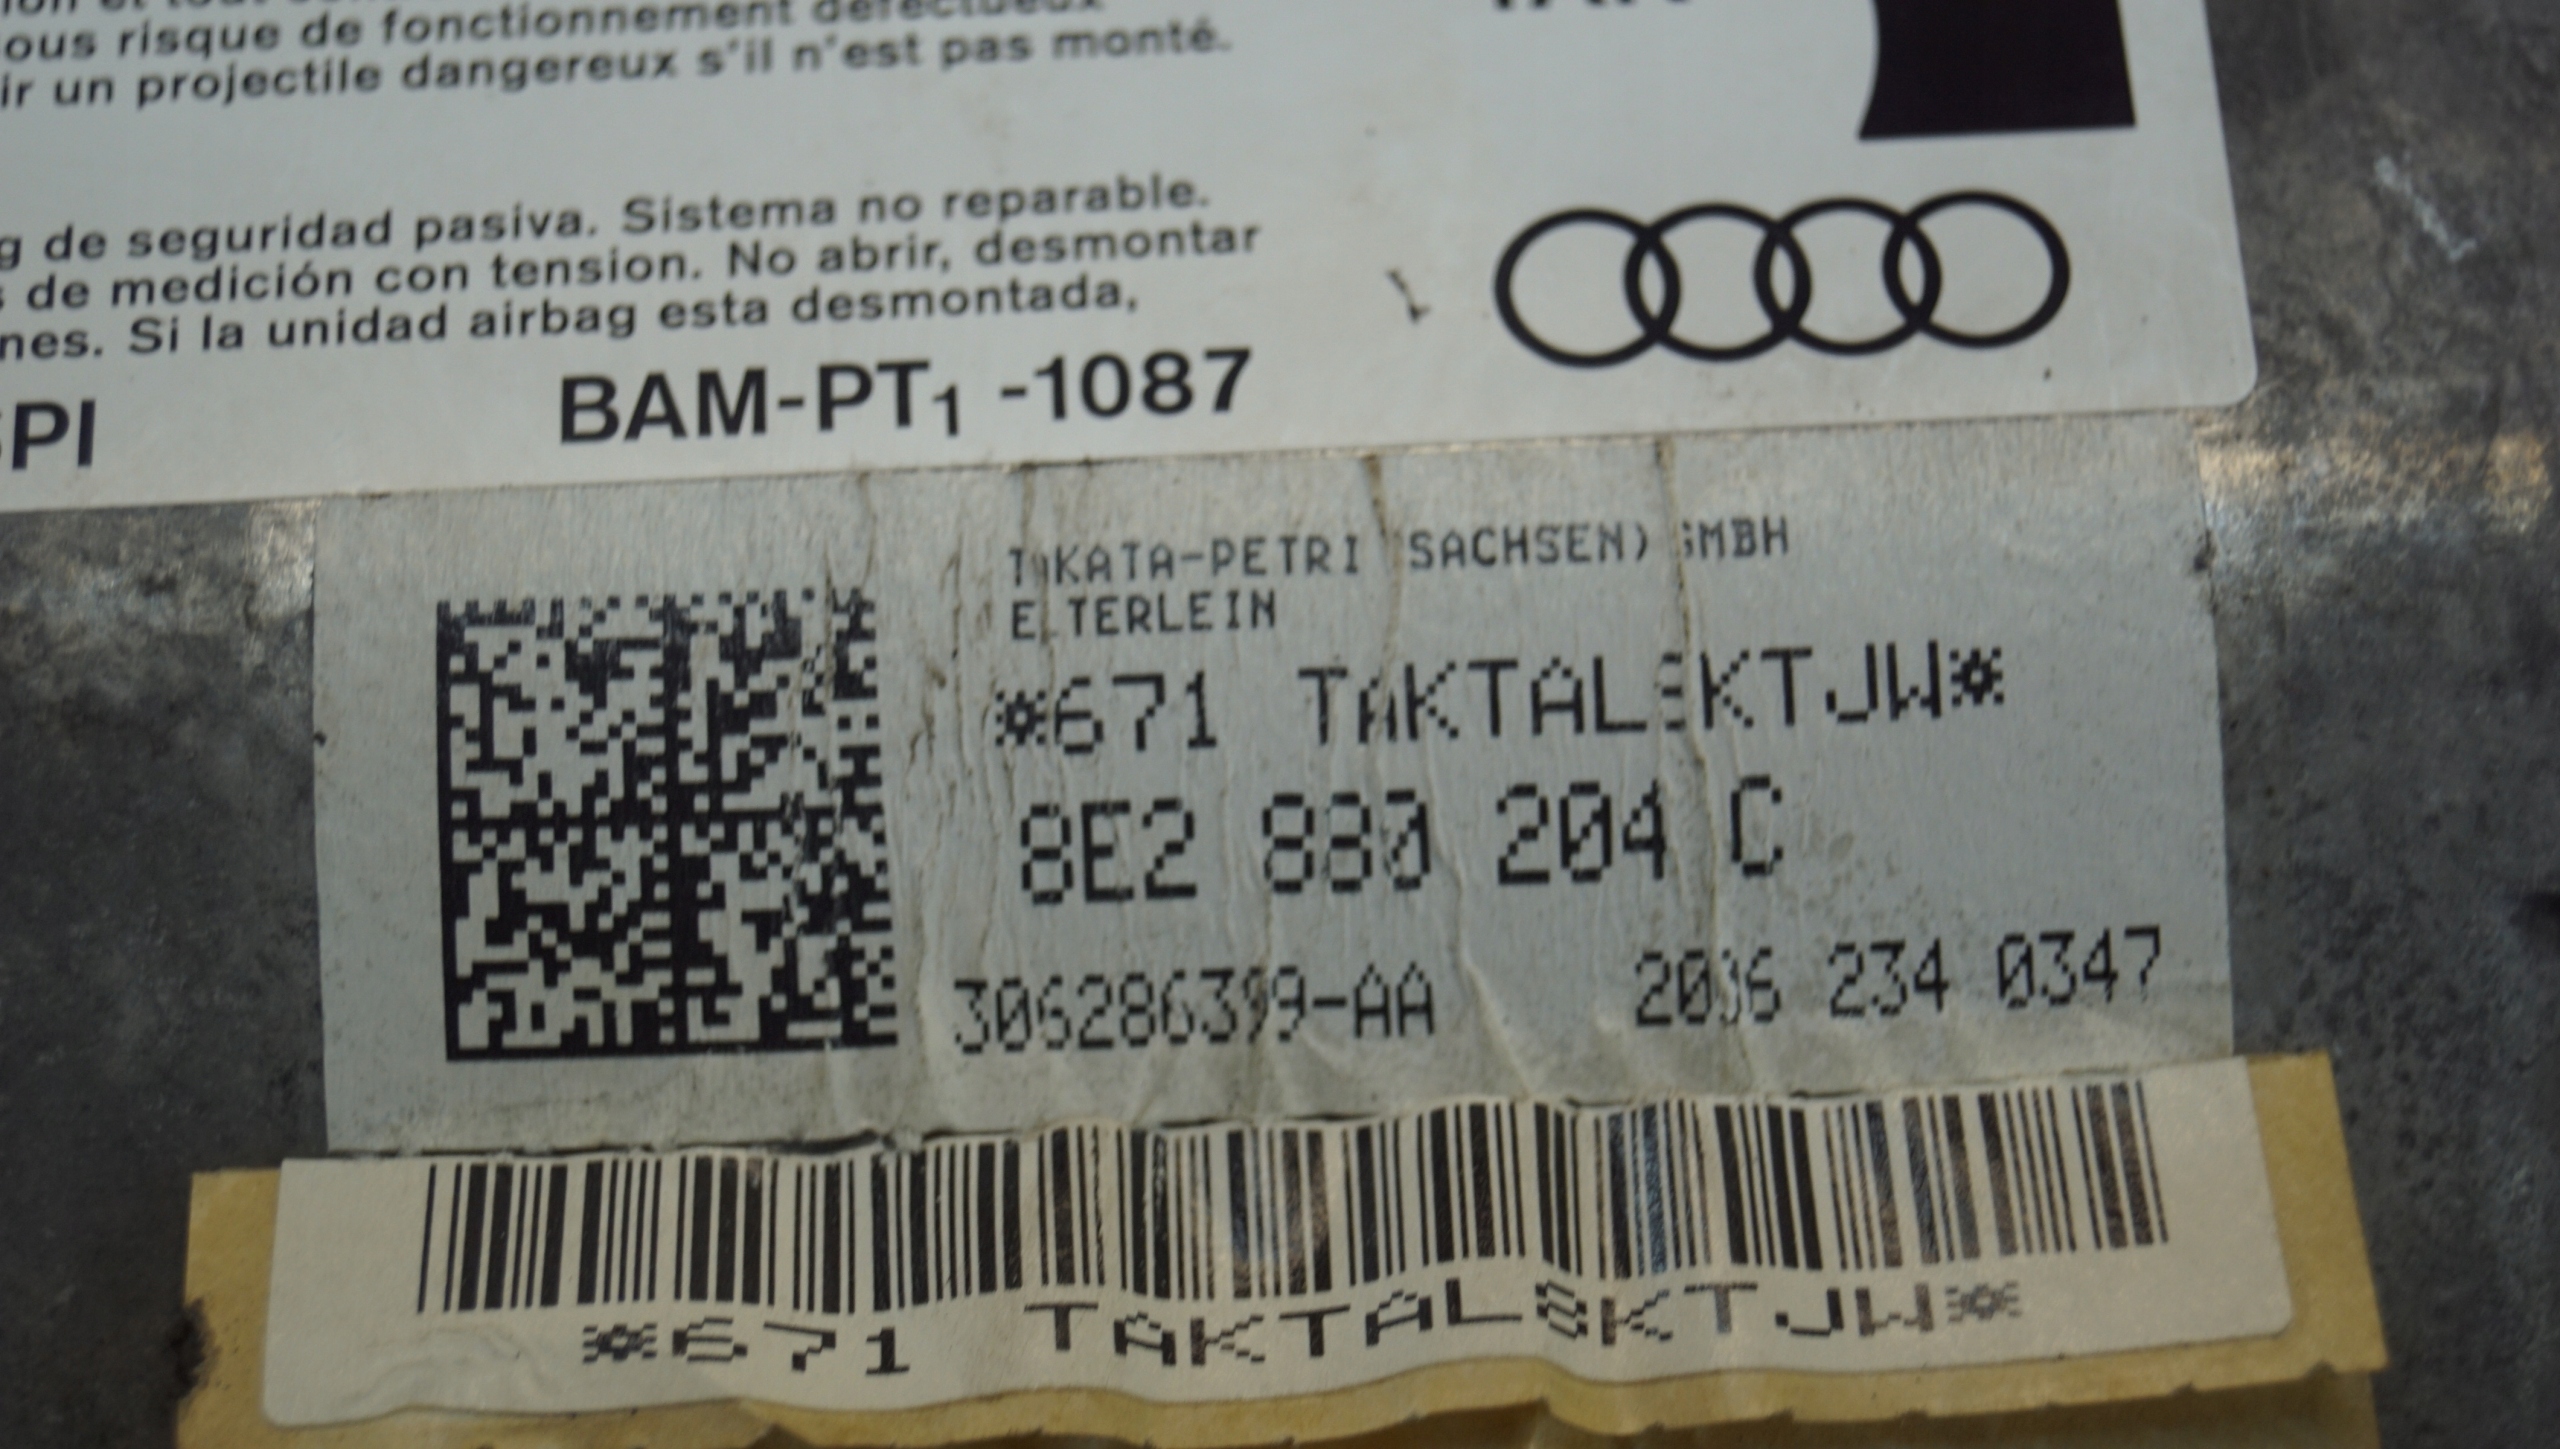 ous risque de fonctionnement défectueux
ir un projectile dangereux s'il n'est pas monté.
g de seguridad pasiva. Sistema no reparable.
s de medición con tension. No abrir, desmontar
nes. Si la unidad airbag esta desmontada,
PI BAM-PT1 -1087
TAKATA-PETRI (SACHSEN) GMBH
ELTERLEIN
*671 TAKTAL8KTJW*
8E2 880 204 C
306286399-AA 2006 234 0347
*671 TAKTAL8KTJW*